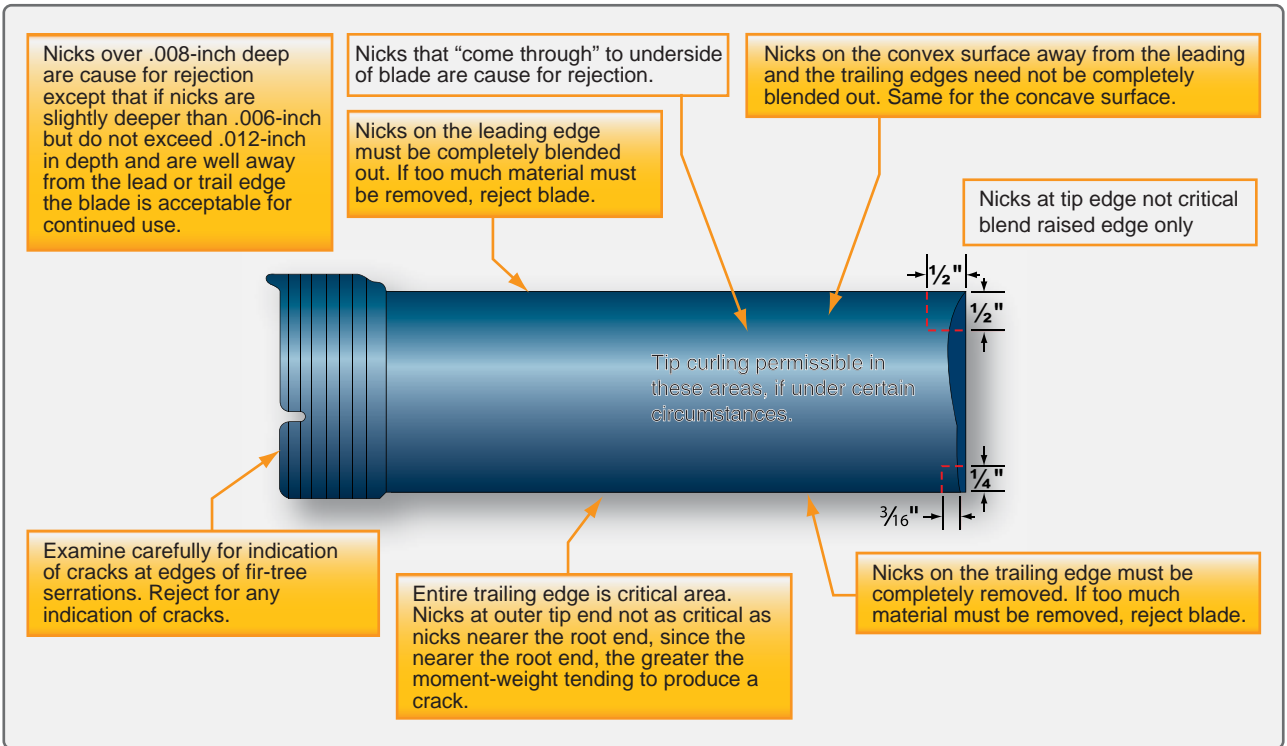 Nicks over .008-inch deep
are cause for rejection
except that if nicks are
slightly deeper than .006-inch
but do not exceed .012-inch
in depth and are well away
from the lead or trail edge
the blade is acceptable for
continued use.
Nicks that “come through” to underside
of blade are cause for rejection.
Nicks on the leading edge
must be completely blended
out. If too much material must
be removed, reject blade.
Nicks on the convex surface away from the leading
and the trailing edges need not be completely
blended out. Same for the concave surface.
Nicks at tip edge not critical
blend raised edge only
½"
½"
Tip curling permissible in
these areas, if under certain
circumstances.
¼"
3⁄16"
Examine carefully for indication
of cracks at edges of fir-tree
serrations. Reject for any
indication of cracks.
Entire trailing edge is critical area.
Nicks at outer tip end not as critical as
nicks nearer the root end, since the
nearer the root end, the greater the
moment-weight tending to produce a
crack.
Nicks on the trailing edge must be
completely removed. If too much
material must be removed, reject blade.